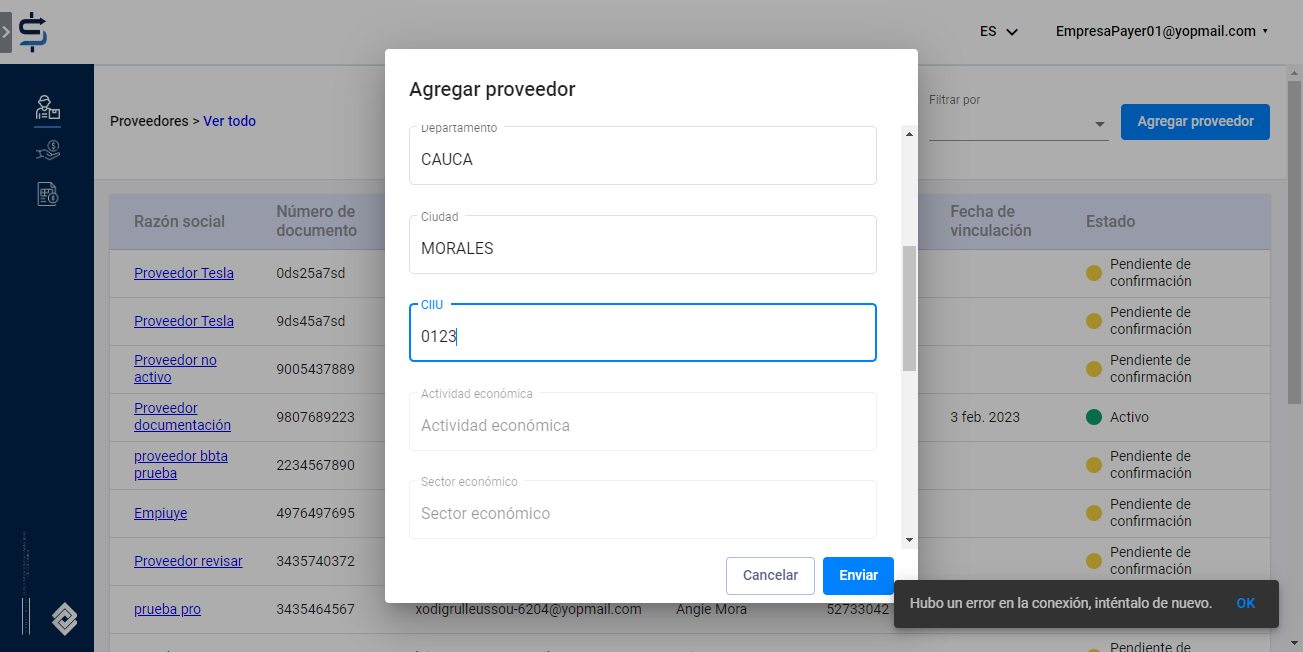 ES
EmpresaPayer01@yopmail.com
Proveedores > Ver todo
Filtrar por
Agregar proveedor
Razón social
Número de
documento
Fecha de
vinculación
Estado
Proveedor Tesla
0ds25a7sd
Pendiente de
confirmación
Proveedor Tesla
9ds45a7sd
Pendiente de
confirmación
Proveedor no
activo
9005437889
Pendiente de
confirmación
Proveedor
documentación
9807689223
3 feb. 2023
Activo
proveedor bbta
prueba
2234567890
Pendiente de
confirmación
Empiuye
4976497695
Pendiente de
confirmación
Proveedor revisar
3435740372
Pendiente de
confirmación
prueba pro
3435464567
xodigrulleussou-6204@yopmail.com
Angie Mora
52733042
Pendiente de
Agregar proveedor
Departamento
CAUCA
Ciudad
MORALES
CIIU
0123
Actividad económica
Actividad económica
Sector económico
Sector económico
Cancelar
Enviar
Hubo un error en la conexión, inténtalo de nuevo.
OK